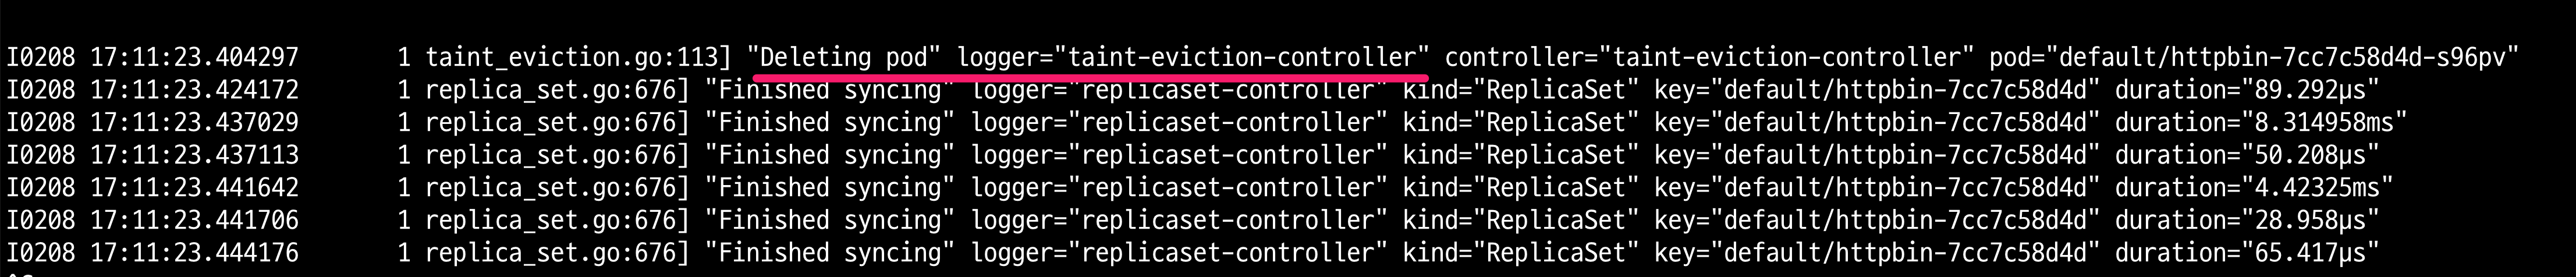 I0208 17:11:23.404297       1 taint_eviction.go:113] "Deleting pod" logger="taint-eviction-controller" controller="taint-eviction-controller" pod="default/httpbin-7cc7c58d4d-s96pv"
I0208 17:11:23.424172       1 replica_set.go:676] "Finished syncing" logger="replicaset-controller" kind="ReplicaSet" key="default/httpbin-7cc7c58d4d" duration="89.292µs"
I0208 17:11:23.437029       1 replica_set.go:676] "Finished syncing" logger="replicaset-controller" kind="ReplicaSet" key="default/httpbin-7cc7c58d4d" duration="8.314958ms"
I0208 17:11:23.437113       1 replica_set.go:676] "Finished syncing" logger="replicaset-controller" kind="ReplicaSet" key="default/httpbin-7cc7c58d4d" duration="50.208µs"
I0208 17:11:23.441642       1 replica_set.go:676] "Finished syncing" logger="replicaset-controller" kind="ReplicaSet" key="default/httpbin-7cc7c58d4d" duration="4.42325ms"
I0208 17:11:23.441706       1 replica_set.go:676] "Finished syncing" logger="replicaset-controller" kind="ReplicaSet" key="default/httpbin-7cc7c58d4d" duration="28.958µs"
I0208 17:11:23.444176       1 replica_set.go:676] "Finished syncing" logger="replicaset-controller" kind="ReplicaSet" key="default/httpbin-7cc7c58d4d" duration="65.417µs"